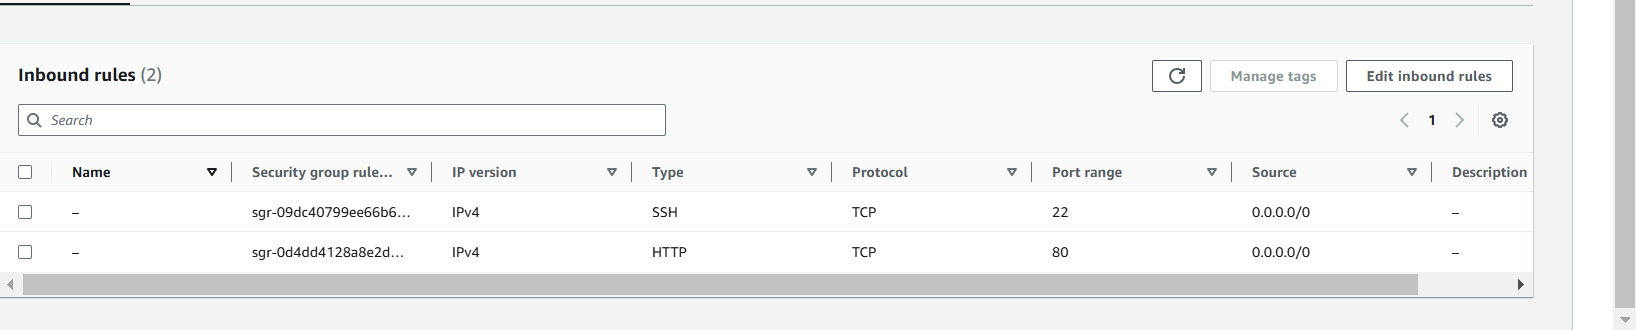 Inbound rules (2)
Manage tags
Edit inbound rules
Search
1
Name Security group rule... IP version Type Protocol Port range Source Description
– sgr-09dc40799ee66b6... IPv4 SSH TCP 22 0.0.0.0/0 –
– sgr-0d4dd4128a8e2d... IPv4 HTTP TCP 80 0.0.0.0/0 –